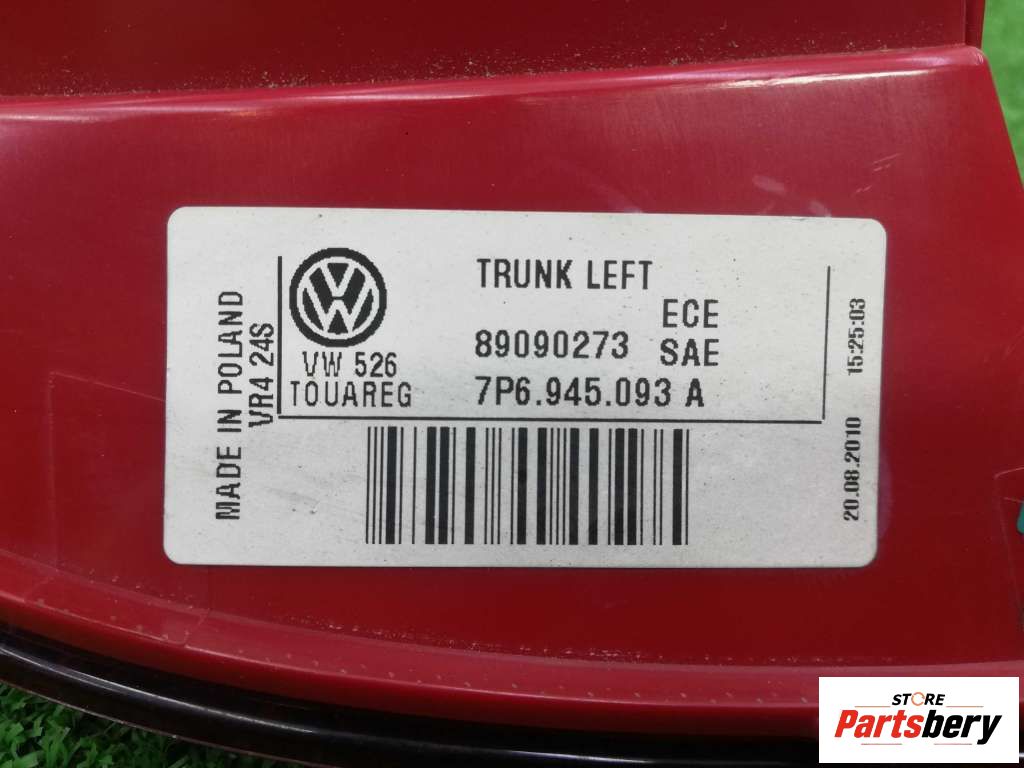 MADE IN POLAND
VR4 24S
VW 526
TOUAREG
TRUNK LEFT
ECE
89090273 SAE
7P6.945.093 A
20.08.2010 15:25:03
STORE
Partsbery